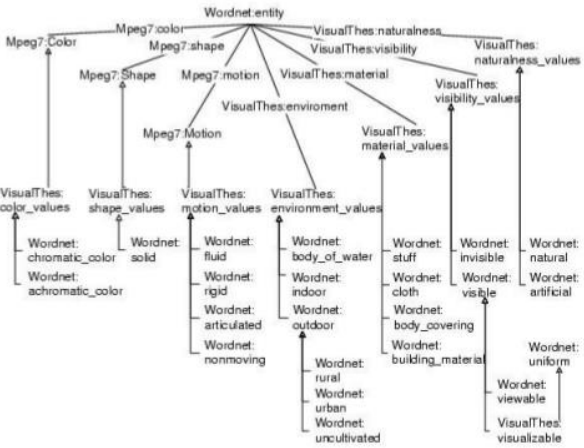 Wordnet:entity
Mpeg7:color
VisualThes:naturalness
Mpeg7:Color
Mpeg7:shape
VisualThes:visibility
VisualThes:
naturalness_values
Mpeg7:Shape
Mpeg7:motion
VisualThes:material
VisualThes:
visibility_values
VisualThes:enviroment
Mpeg7:Motion
VisualThes:
material_values
VisualThes:
color_values
VisualThes:
shape_values
VisualThes:
motion_values
VisualThes:
environment_values
Wordnet:
chromatic_color
Wordnet:
achromatic_color
Wordnet:
solid
Wordnet:
fluid
Wordnet:
rigid
Wordnet:
articulated
Wordnet:
nonmoving
Wordnet:
body_of_water
Wordnet:
indoor
Wordnet:
outdoor
Wordnet:
rural
Wordnet:
urban
Wordnet:
uncultivated
Wordnet:
stuff
Wordnet:
cloth
Wordnet:
body_covering
Wordnet:
building_material
Wordnet:
invisible
Wordnet:
visible
Wordnet:
viewable
VisualThes:
visualizable
Wordnet:
uniform
Wordnet:
natural
Wordnet:
artificial